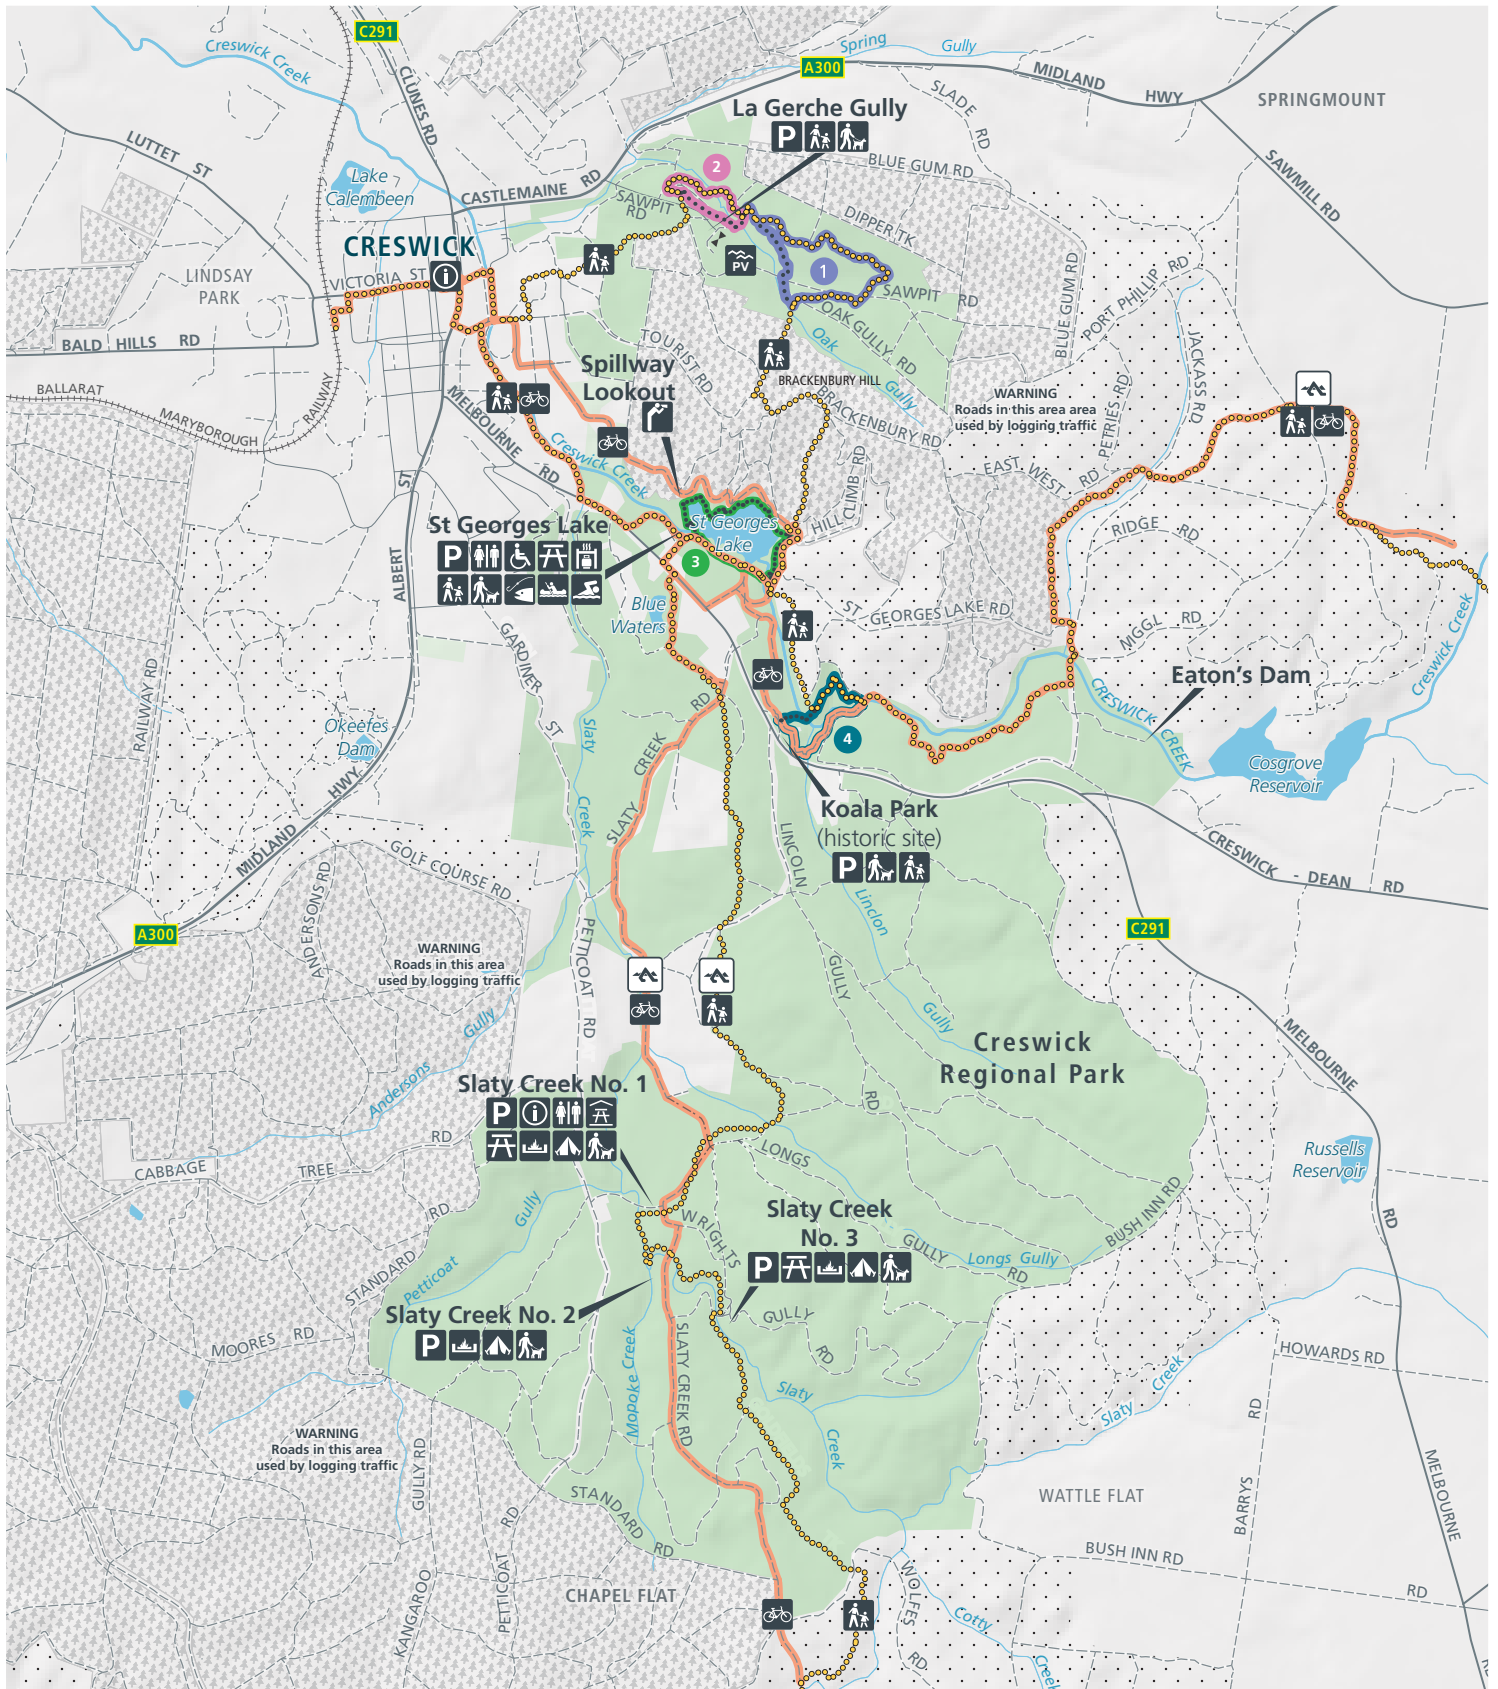 C291
Creswick Creek
CLUNES RD
Spring Gully
A300
MIDLAND HWY
SPRINGMOUNT
SLADE RD
La Gerche Gully
P
LUTTET ST
Lake
Calembeen
CASTLEMAINE RD
2
BLUE GUM RD
SAWMILL RD
SAWPIT
RD
DIPPER TK
CRESWICK
i
PV
1
LINDSAY
PARK
VICTORIA ST
SAWPIT RD
BLUE GUM RD
PORT PHILLIP RD
OAK GULLY RD
Oak
Gully
BALD HILLS RD
TOURIST RD
JACKASS RD
Spillway
Lookout
BRACKENBURY HILL
BRACKENBURY RD
WARNING
Roads in this area area
used by logging traffic
PETRIES RD
BALLARAT
MARYBOROUGH
RAILWAY
MELBOURNE RD
Creswick Creek
HILL CLIMB RD
EAST WEST RD
ST
ALBERT
St Georges Lake
P
St Georges
Lake
3
RIDGE RD
Blue
Waters
ST GEORGES LAKE RD
NIGGL RD
Creswick Creek
GARDINER ST
RAILWAY RD
Eaton's Dam
CRESWICK CREEK
Okeefes
Dam
Slaty
Creek
RD
CREEK
SLATY
4
Cosgrove
Reservoir
Koala Park
(historic site)
P
HWY
MIDLAND
LINCOLN
GULLY
RD
CRESWICK - DEAN RD
GOLF COURSE RD
ANDERSONS RD
Linclon
Gully
A300
C291
WARNING
Roads in this area
used by logging traffic
PETTICOAT RD
Andersons Gully
Creswick
Regional Park
MELBOURNE
RD
Slaty Creek No. 1
P i
CABBAGE TREE RD
LONGS
GULLY
RD
Russells
Reservoir
Gully
Petticoat
STANDARD RD
WRIGHTS
GULLY
RD
Slaty Creek
No. 3
P
Longs Gully
BUSH INN RD
Slaty Creek No. 2
P
MOORES RD
Mopoke Creek
SLATY CREEK RD
HOWARDS RD
Slaty
Creek
Slaty Creek
WARNING
Roads in this area
used by logging traffic
GULLY RD
KANGAROO
STANDARD RD
PETTICOAT RD
WATTLE FLAT
BARRYS RD
MELBOURNE
BUSH INN RD
RD
CHAPEL FLAT
WOLFES
RD
Cotty
Creek